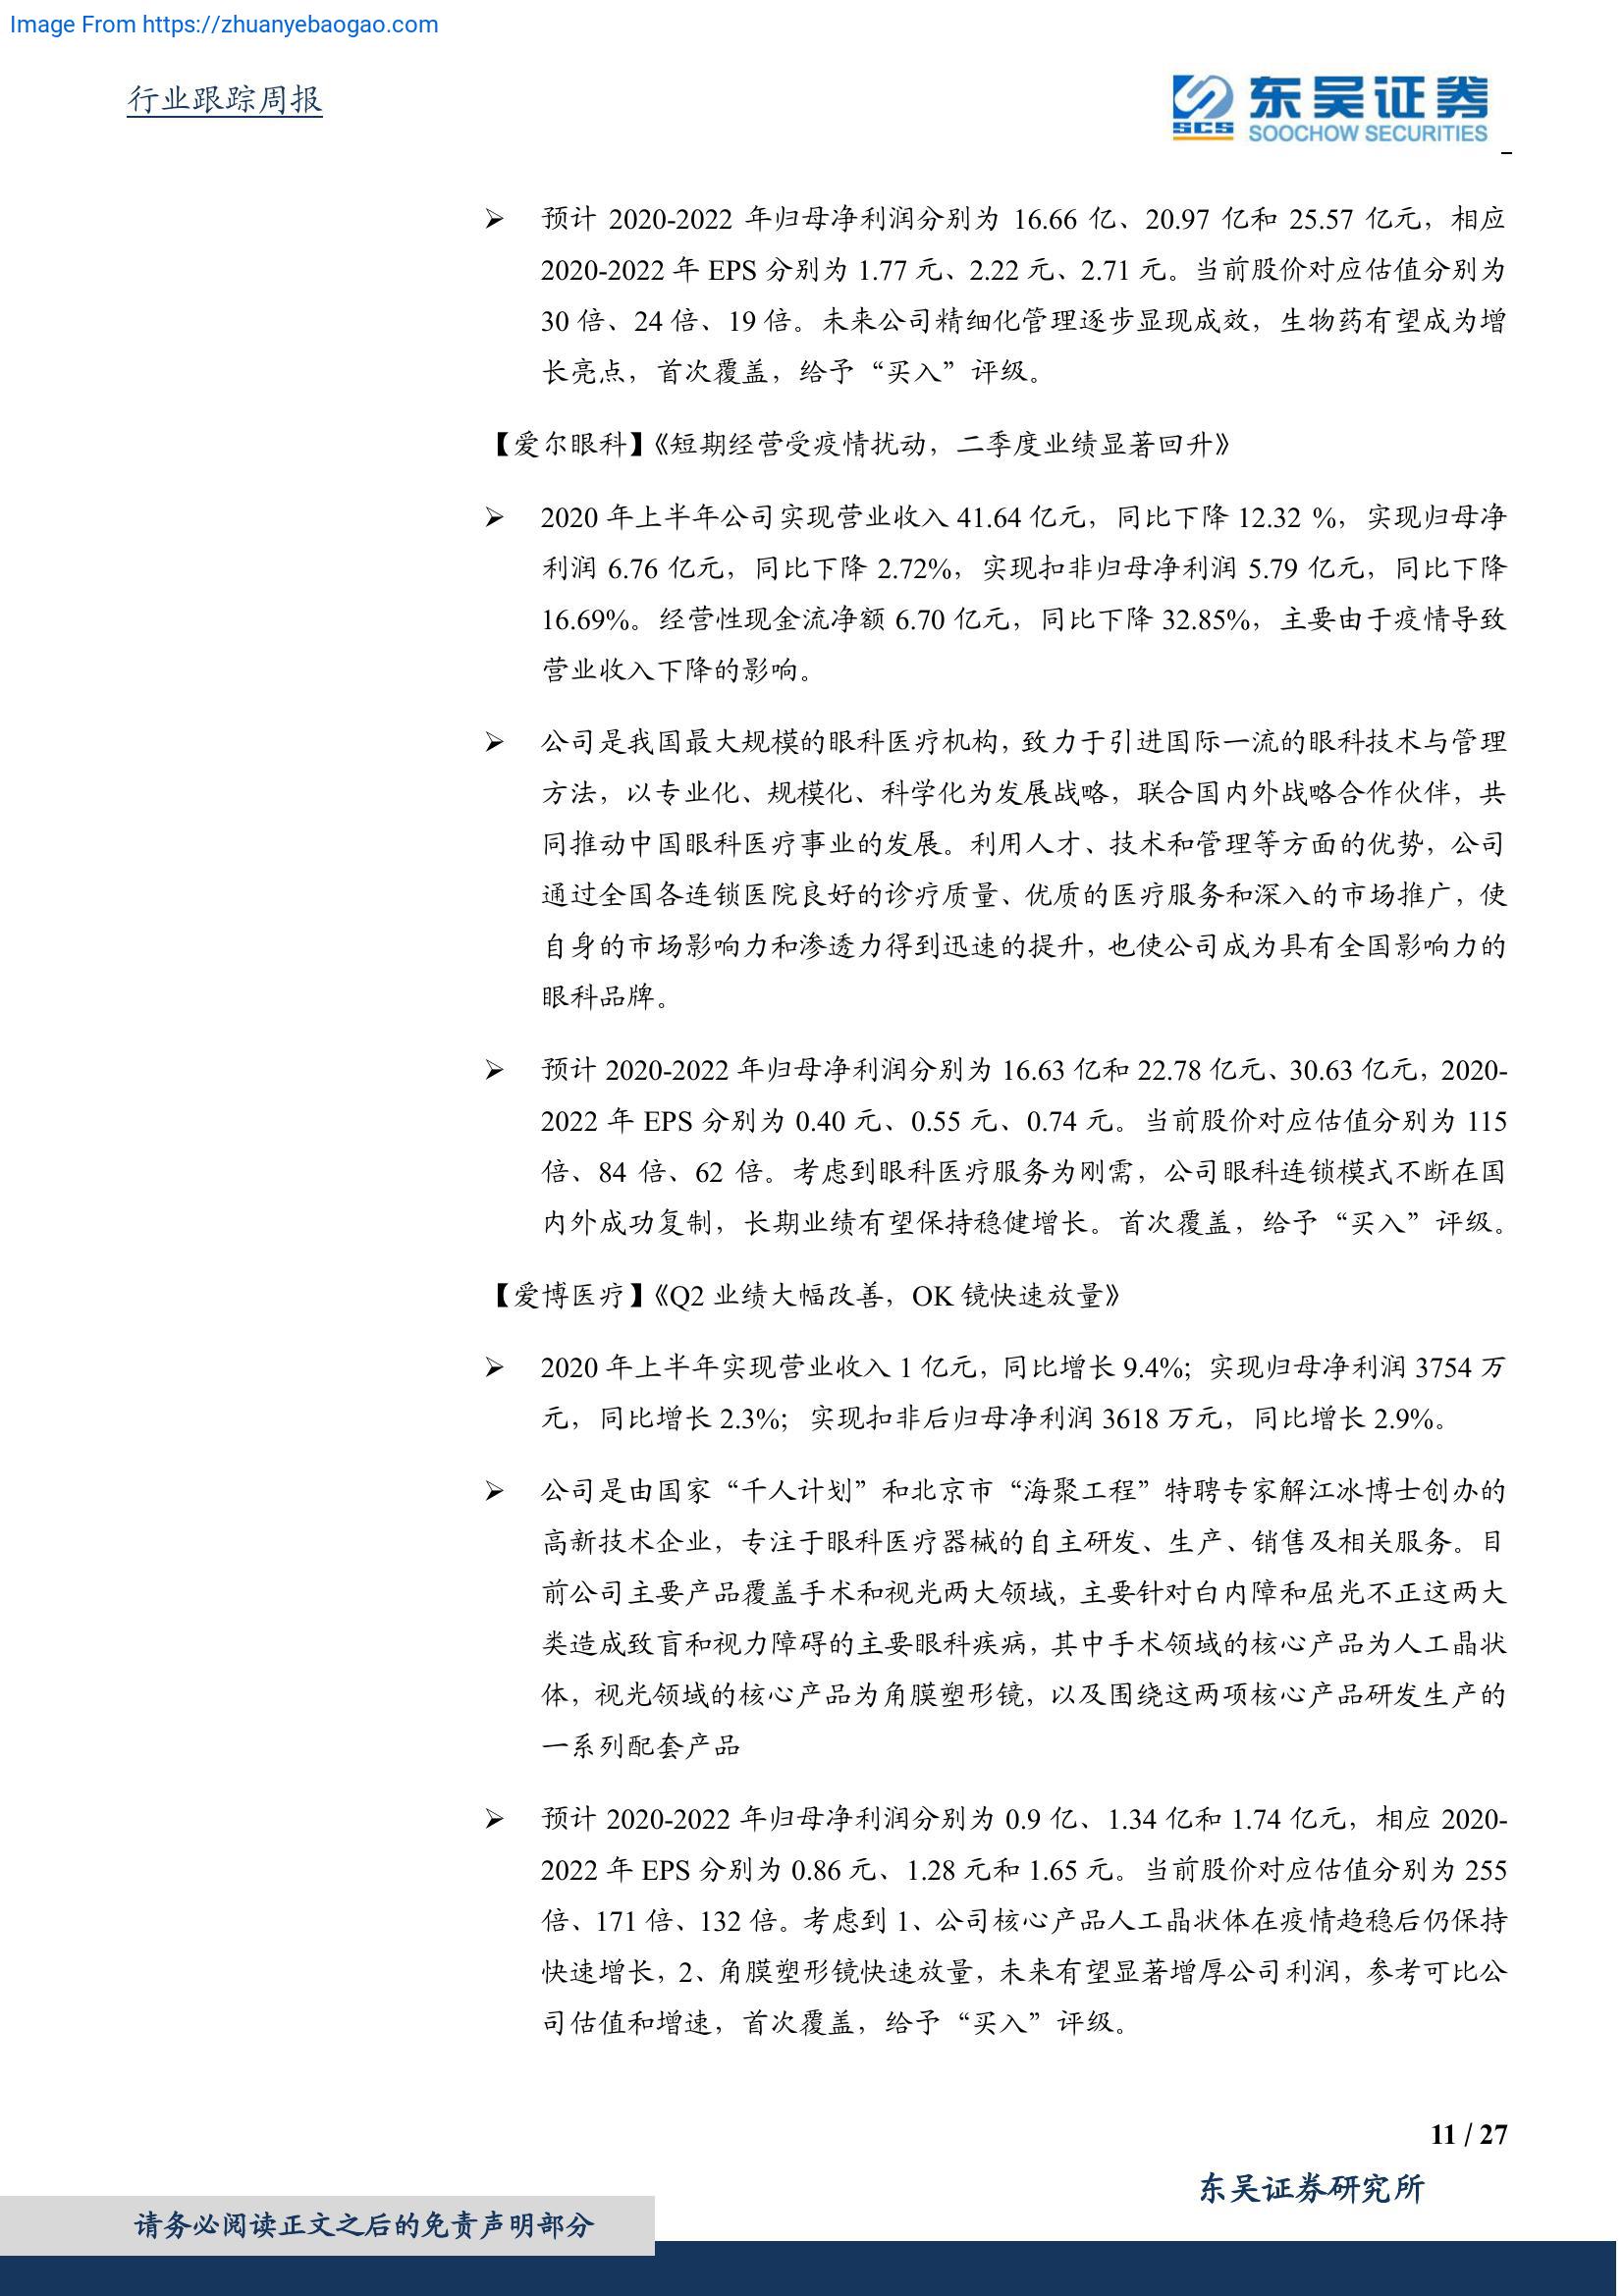 Image From https://zhuanyebaogao.com
行业跟踪周报
SCS 东吴证券
SOOCHOW SECURITIES
➢ 预计 2020-2022 年归母净利润分别为 16.66 亿、20.97 亿和 25.57 亿元，相应
2020-2022 年 EPS 分别为 1.77 元、2.22 元、2.71 元。当前股价对应估值分别为
30 倍、24 倍、19 倍。未来公司精细化管理逐步显现成效，生物药有望成为增
长亮点，首次覆盖，给予“买入”评级。
【爱尔眼科】《短期经营受疫情扰动，二季度业绩显著回升》
➢ 2020 年上半年公司实现营业收入 41.64 亿元，同比下降 12.32 %，实现归母净
利润 6.76 亿元，同比下降 2.72%，实现扣非归母净利润 5.79 亿元，同比下降
16.69%。经营性现金流净额 6.70 亿元，同比下降 32.85%，主要由于疫情导致
营业收入下降的影响。
➢ 公司是我国最大规模的眼科医疗机构，致力于引进国际一流的眼科技术与管理
方法，以专业化、规模化、科学化为发展战略，联合国内外战略合作伙伴，共
同推动中国眼科医疗事业的发展。利用人才、技术和管理等方面的优势，公司
通过全国各连锁医院良好的诊疗质量、优质的医疗服务和深入的市场推广，使
自身的市场影响力和渗透力得到迅速的提升，也使公司成为具有全国影响力的
眼科品牌。
➢ 预计 2020-2022 年归母净利润分别为 16.63 亿和 22.78 亿元、30.63 亿元，2020-
2022 年 EPS 分别为 0.40 元、0.55 元、0.74 元。当前股价对应估值分别为 115
倍、84 倍、62 倍。考虑到眼科医疗服务为刚需，公司眼科连锁模式不断在国
内外成功复制，长期业绩有望保持稳健增长。首次覆盖，给予“买入”评级。
【爱博医疗】《Q2 业绩大幅改善，OK 镜快速放量》
➢ 2020 年上半年实现营业收入 1 亿元，同比增长 9.4%；实现归母净利润 3754 万
元，同比增长 2.3%；实现扣非后归母净利润 3618 万元，同比增长 2.9%。
➢ 公司是由国家“千人计划”和北京市“海聚工程”特聘专家解江冰博士创办的
高新技术企业，专注于眼科医疗器械的自主研发、生产、销售及相关服务。目
前公司主要产品覆盖手术和视光两大领域，主要针对白内障和屈光不正这两大
类造成致盲和视力障碍的主要眼科疾病，其中手术领域的核心产品为人工晶状
体，视光领域的核心产品为角膜塑形镜，以及围绕这两项核心产品研发生产的
一系列配套产品
➢ 预计 2020-2022 年归母净利润分别为 0.9 亿、1.34 亿和 1.74 亿元，相应 2020-
2022 年 EPS 分别为 0.86 元、1.28 元和 1.65 元。当前股价对应估值分别为 255
倍、171 倍、132 倍。考虑到 1、公司核心产品人工晶状体在疫情趋稳后仍保持
快速增长，2、角膜塑形镜快速放量，未来有望显著增厚公司利润，参考可比公
司估值和增速，首次覆盖，给予“买入”评级。
11 / 27
东吴证券研究所
请务必阅读正文之后的免责声明部分